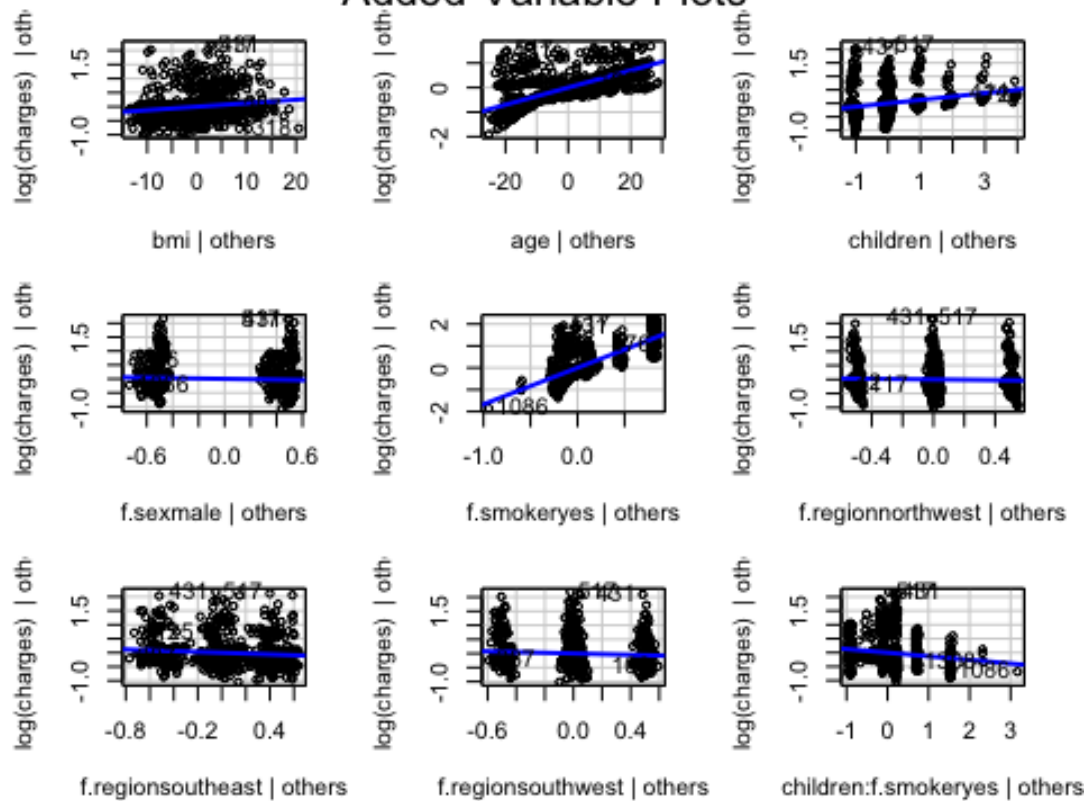 Added-Variable Plots
log(charges) | oth
1.5
-1.0
-10 0 10 20
bmi | others
log(charges) | oth
0
-2
-20 0 20
age | others
log(charges) | oth
1.5
-1.0
517
-1 1 3
children | others
log(charges) | oth
1.5
-1.0
-0.6 0.0 0.6
f.sexmale | others
log(charges) | oth
2
0
-2
1086
-1.0 0.0
f.smokeryes | others
log(charges) | oth
1.5
-1.0
431 517
-0.4 0.0 0.4
f.regionnorthwest | others
log(charges) | oth
1.5
-1.0
431 517
-0.8 -0.2 0.4
f.regionsoutheast | others
log(charges) | oth
1.5
-1.0
431
-0.6 0.0 0.4
f.regionsouthwest | others
log(charges) | oth
1.5
-1.0
1086
-1 0 1 2 3
children:f.smokeryes | others